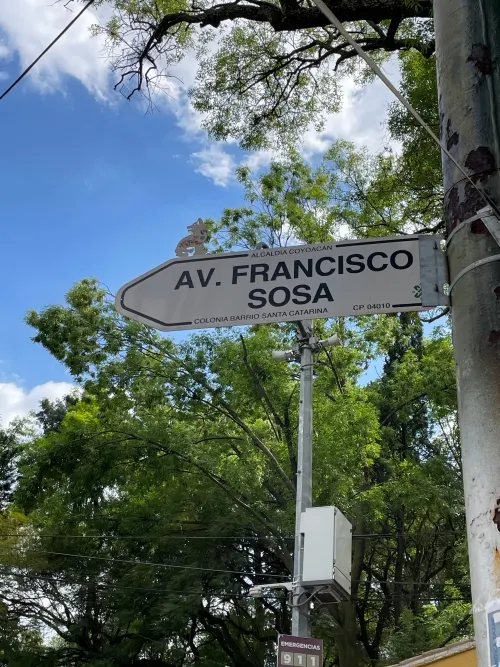 ALCALDÍA COYOACÁN
AV. FRANCISCO
SOSA
COLONIA BARRIO SANTA CATARINA CP. 04010
EMERGENCIAS
911